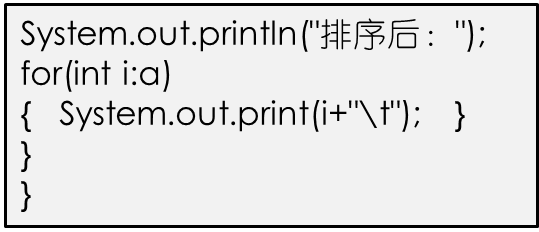 System.out.println("排序后：");
for(int i:a)
{   System.out.print(i+"\t");   }
}
}